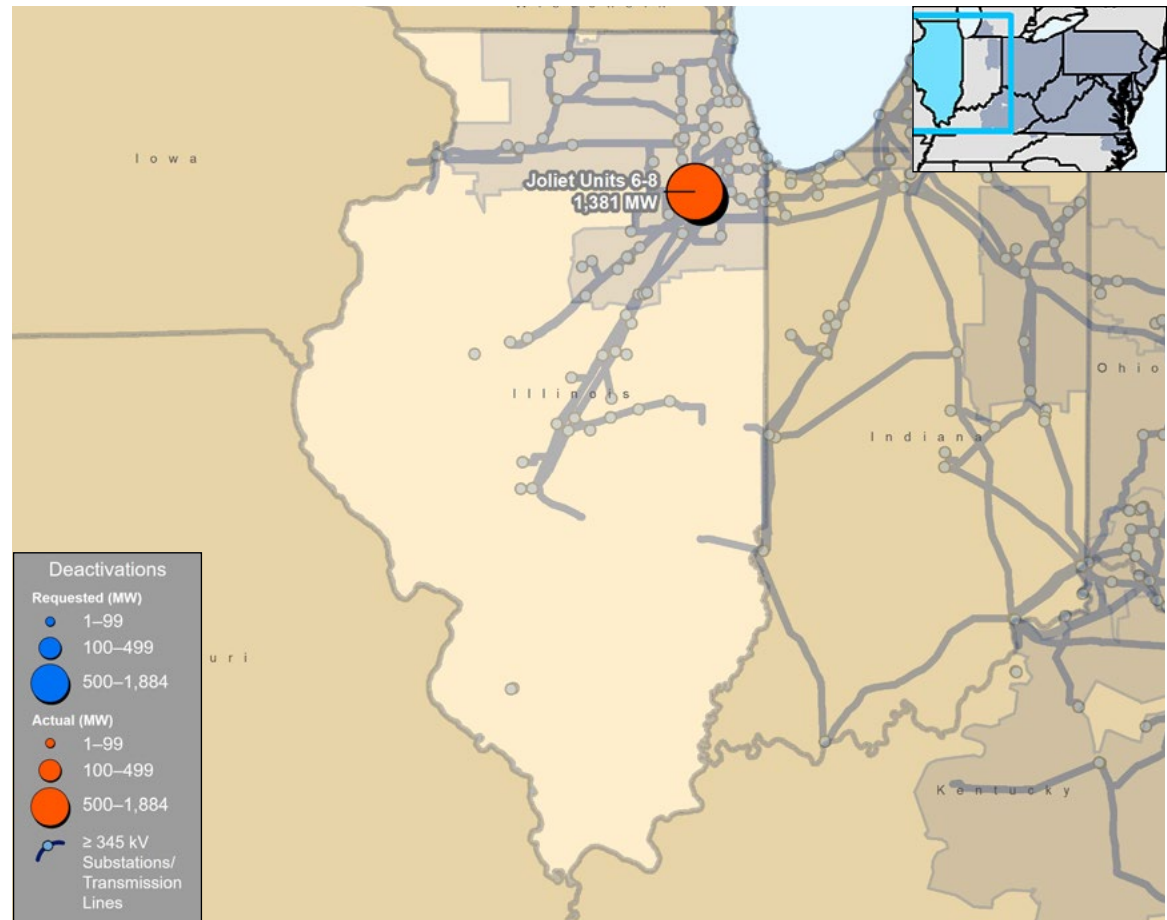 Iowa
Joliet Units 6-8
1,381 MW
Illinois
Indiana
Ohio
Kentucky
uri
Deactivations
Requested (MW)
1–99
100–499
500–1,884
Actual (MW)
1–99
100–499
500–1,884
≥ 345 kV
Substations/
Transmission
Lines